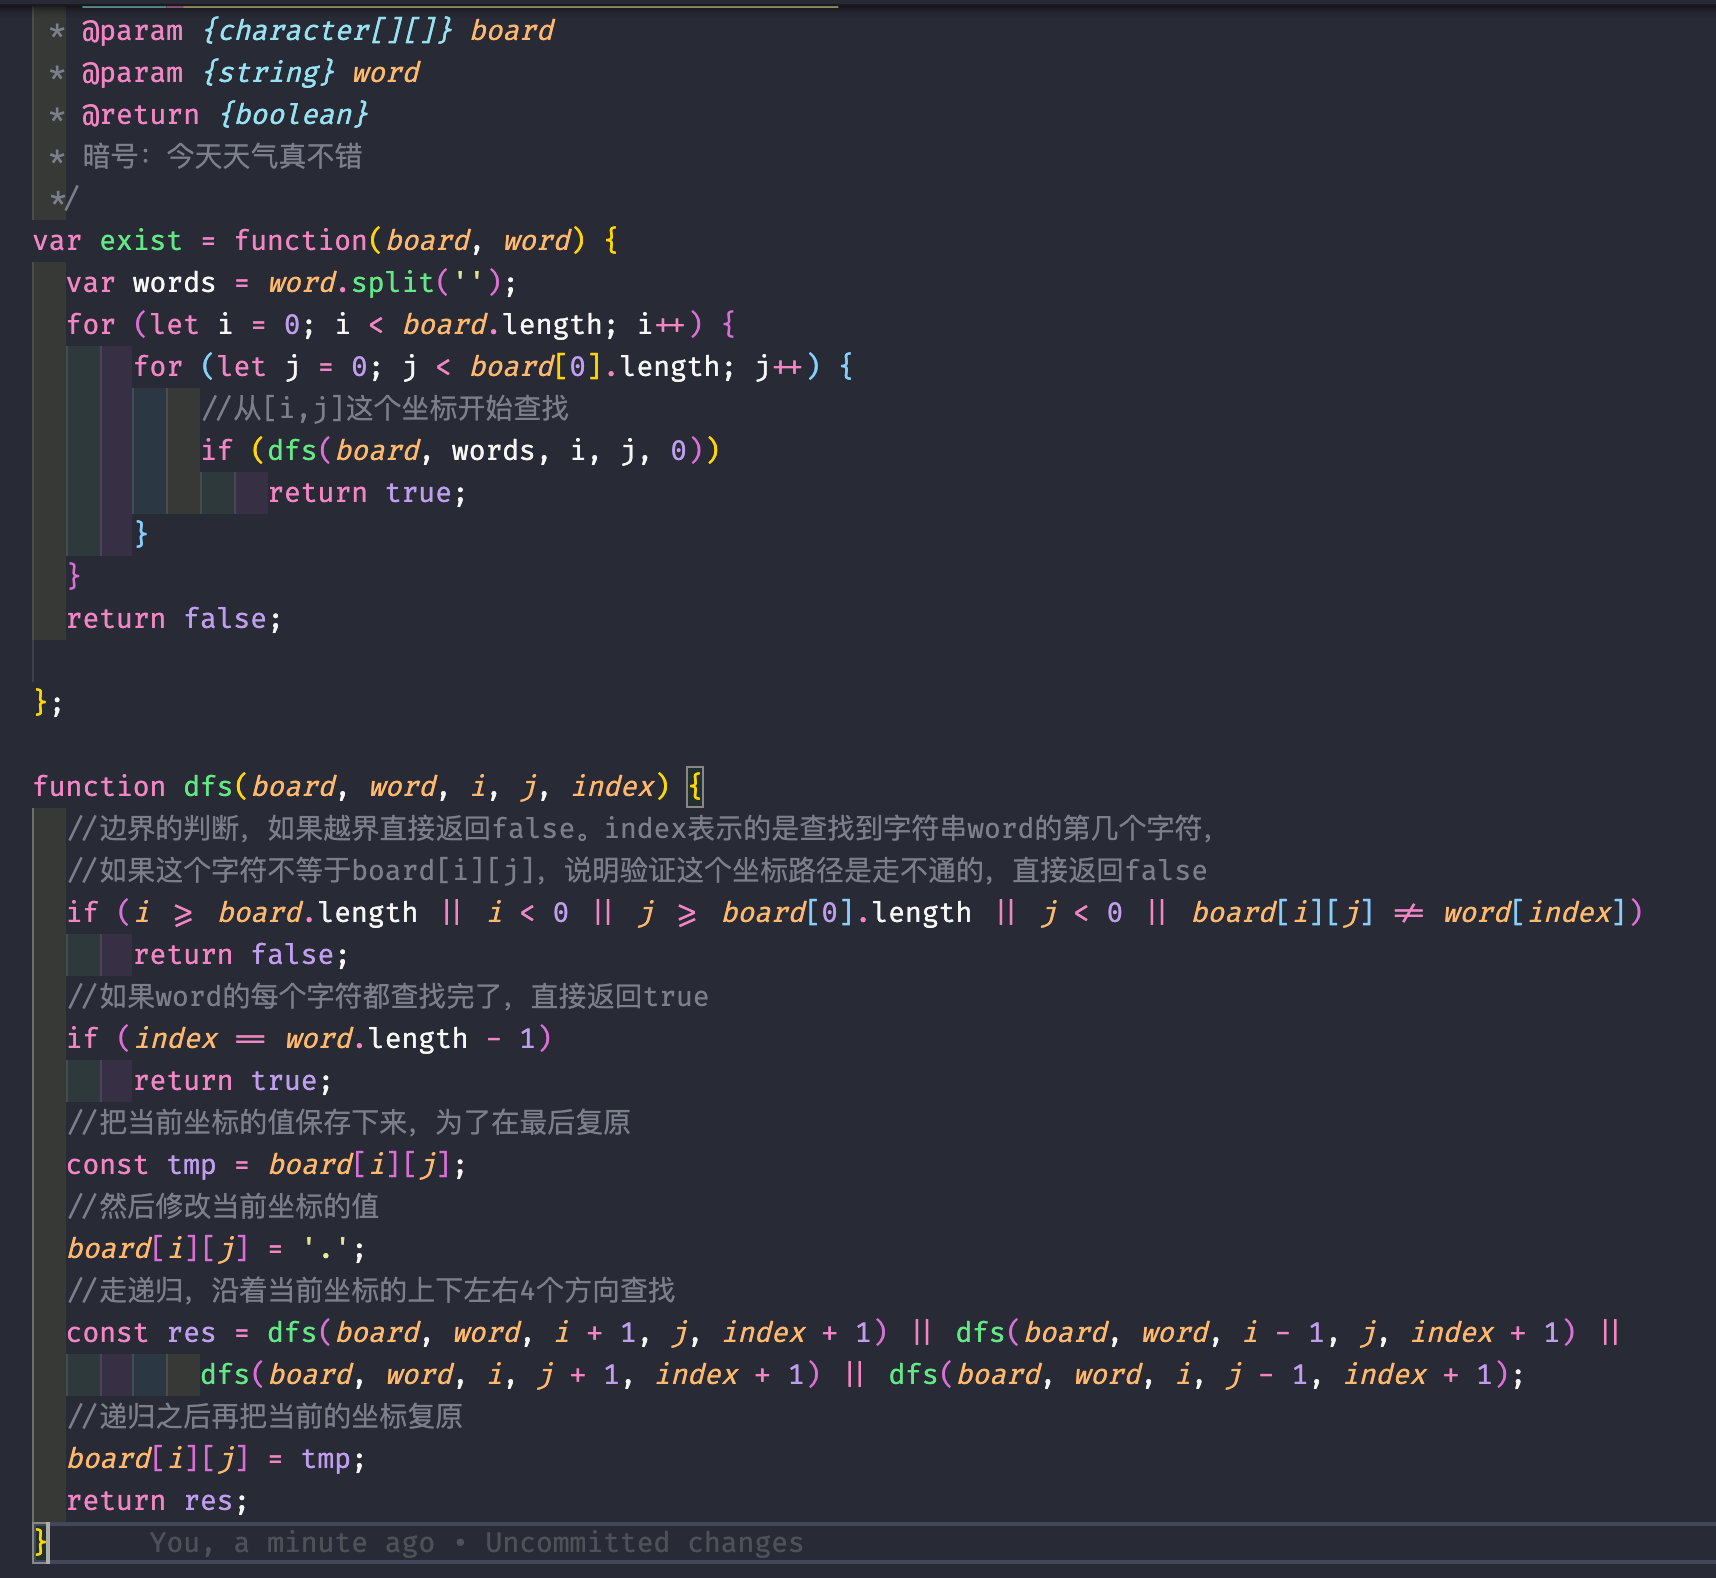 * @param {character[][]} board
 * @param {string} word
 * @return {boolean}
 * 暗号：今天天气真不错
 */
var exist = function(board, word) {
  var words = word.split('');
  for (let i = 0; i < board.length; i++) {
      for (let j = 0; j < board[0].length; j++) {
          //从[i,j]这个坐标开始查找
          if (dfs(board, words, i, j, 0))
              return true;
      }
  }
  return false;

};

function dfs(board, word, i, j, index) {
  //边界的判断，如果越界直接返回false。index表示的是查找到字符串word的第几个字符，
  //如果这个字符不等于board[i][j]，说明验证这个坐标路径是走不通的，直接返回false
  if (i >= board.length || i < 0 || j >= board[0].length || j < 0 || board[i][j] != word[index])
      return false;
  //如果word的每个字符都查找完了，直接返回true
  if (index == word.length - 1)
      return true;
  //把当前坐标的值保存下来，为了在最后复原
  const tmp = board[i][j];
  //然后修改当前坐标的值
  board[i][j] = '.';
  //走递归，沿着当前坐标的上下左右4个方向查找
  const res = dfs(board, word, i + 1, j, index + 1) || dfs(board, word, i - 1, j, index + 1) ||
          dfs(board, word, i, j + 1, index + 1) || dfs(board, word, i, j - 1, index + 1);
  //递归之后再把当前的坐标复原
  board[i][j] = tmp;
  return res;
}      You, a minute ago • Uncommitted changes